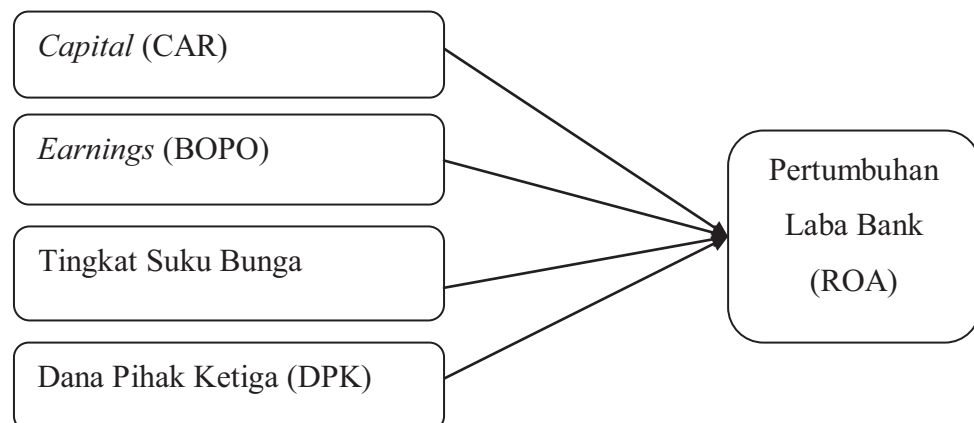 Capital (CAR)
Earnings (BOPO)
Tingkat Suku Bunga
Dana Pihak Ketiga (DPK)
Pertumbuhan
Laba Bank
(ROA)